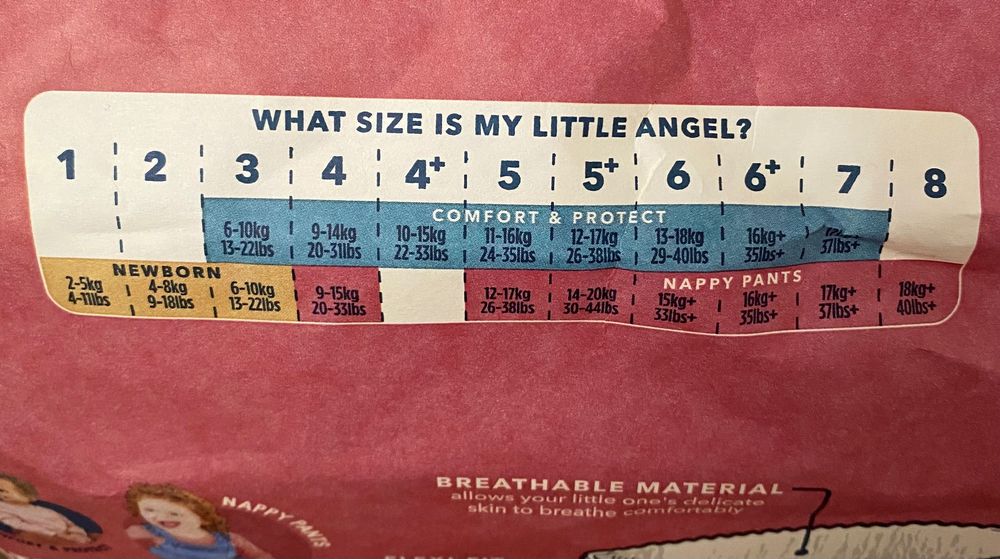 WHAT SIZE IS MY LITTLE ANGEL?
1 2 3 4 4+ 5 5+ 6 6+ 7 8
COMFORT & PROTECT
6-10kg 9-14kg 10-15kg 11-16kg 12-17kg 13-18kg 16kg+
13-22lbs 20-31lbs 22-33lbs 24-35lbs 26-38lbs 29-40lbs 35lbs+ 37lbs+
NEWBORN
2-5kg 4-8kg 6-10kg
4-11lbs 9-18lbs 13-22lbs
NAPPY PANTS
9-15kg 12-17kg 14-20kg 15kg+ 16kg+ 17kg+ 18kg+
20-33lbs 26-38lbs 30-44lbs 33lbs+ 35lbs+ 37lbs+ 40lbs+
BREATHABLE MATERIAL
allows your little one's delicate
skin to breathe comfortably
NAPPY PANTS
& PROTECT